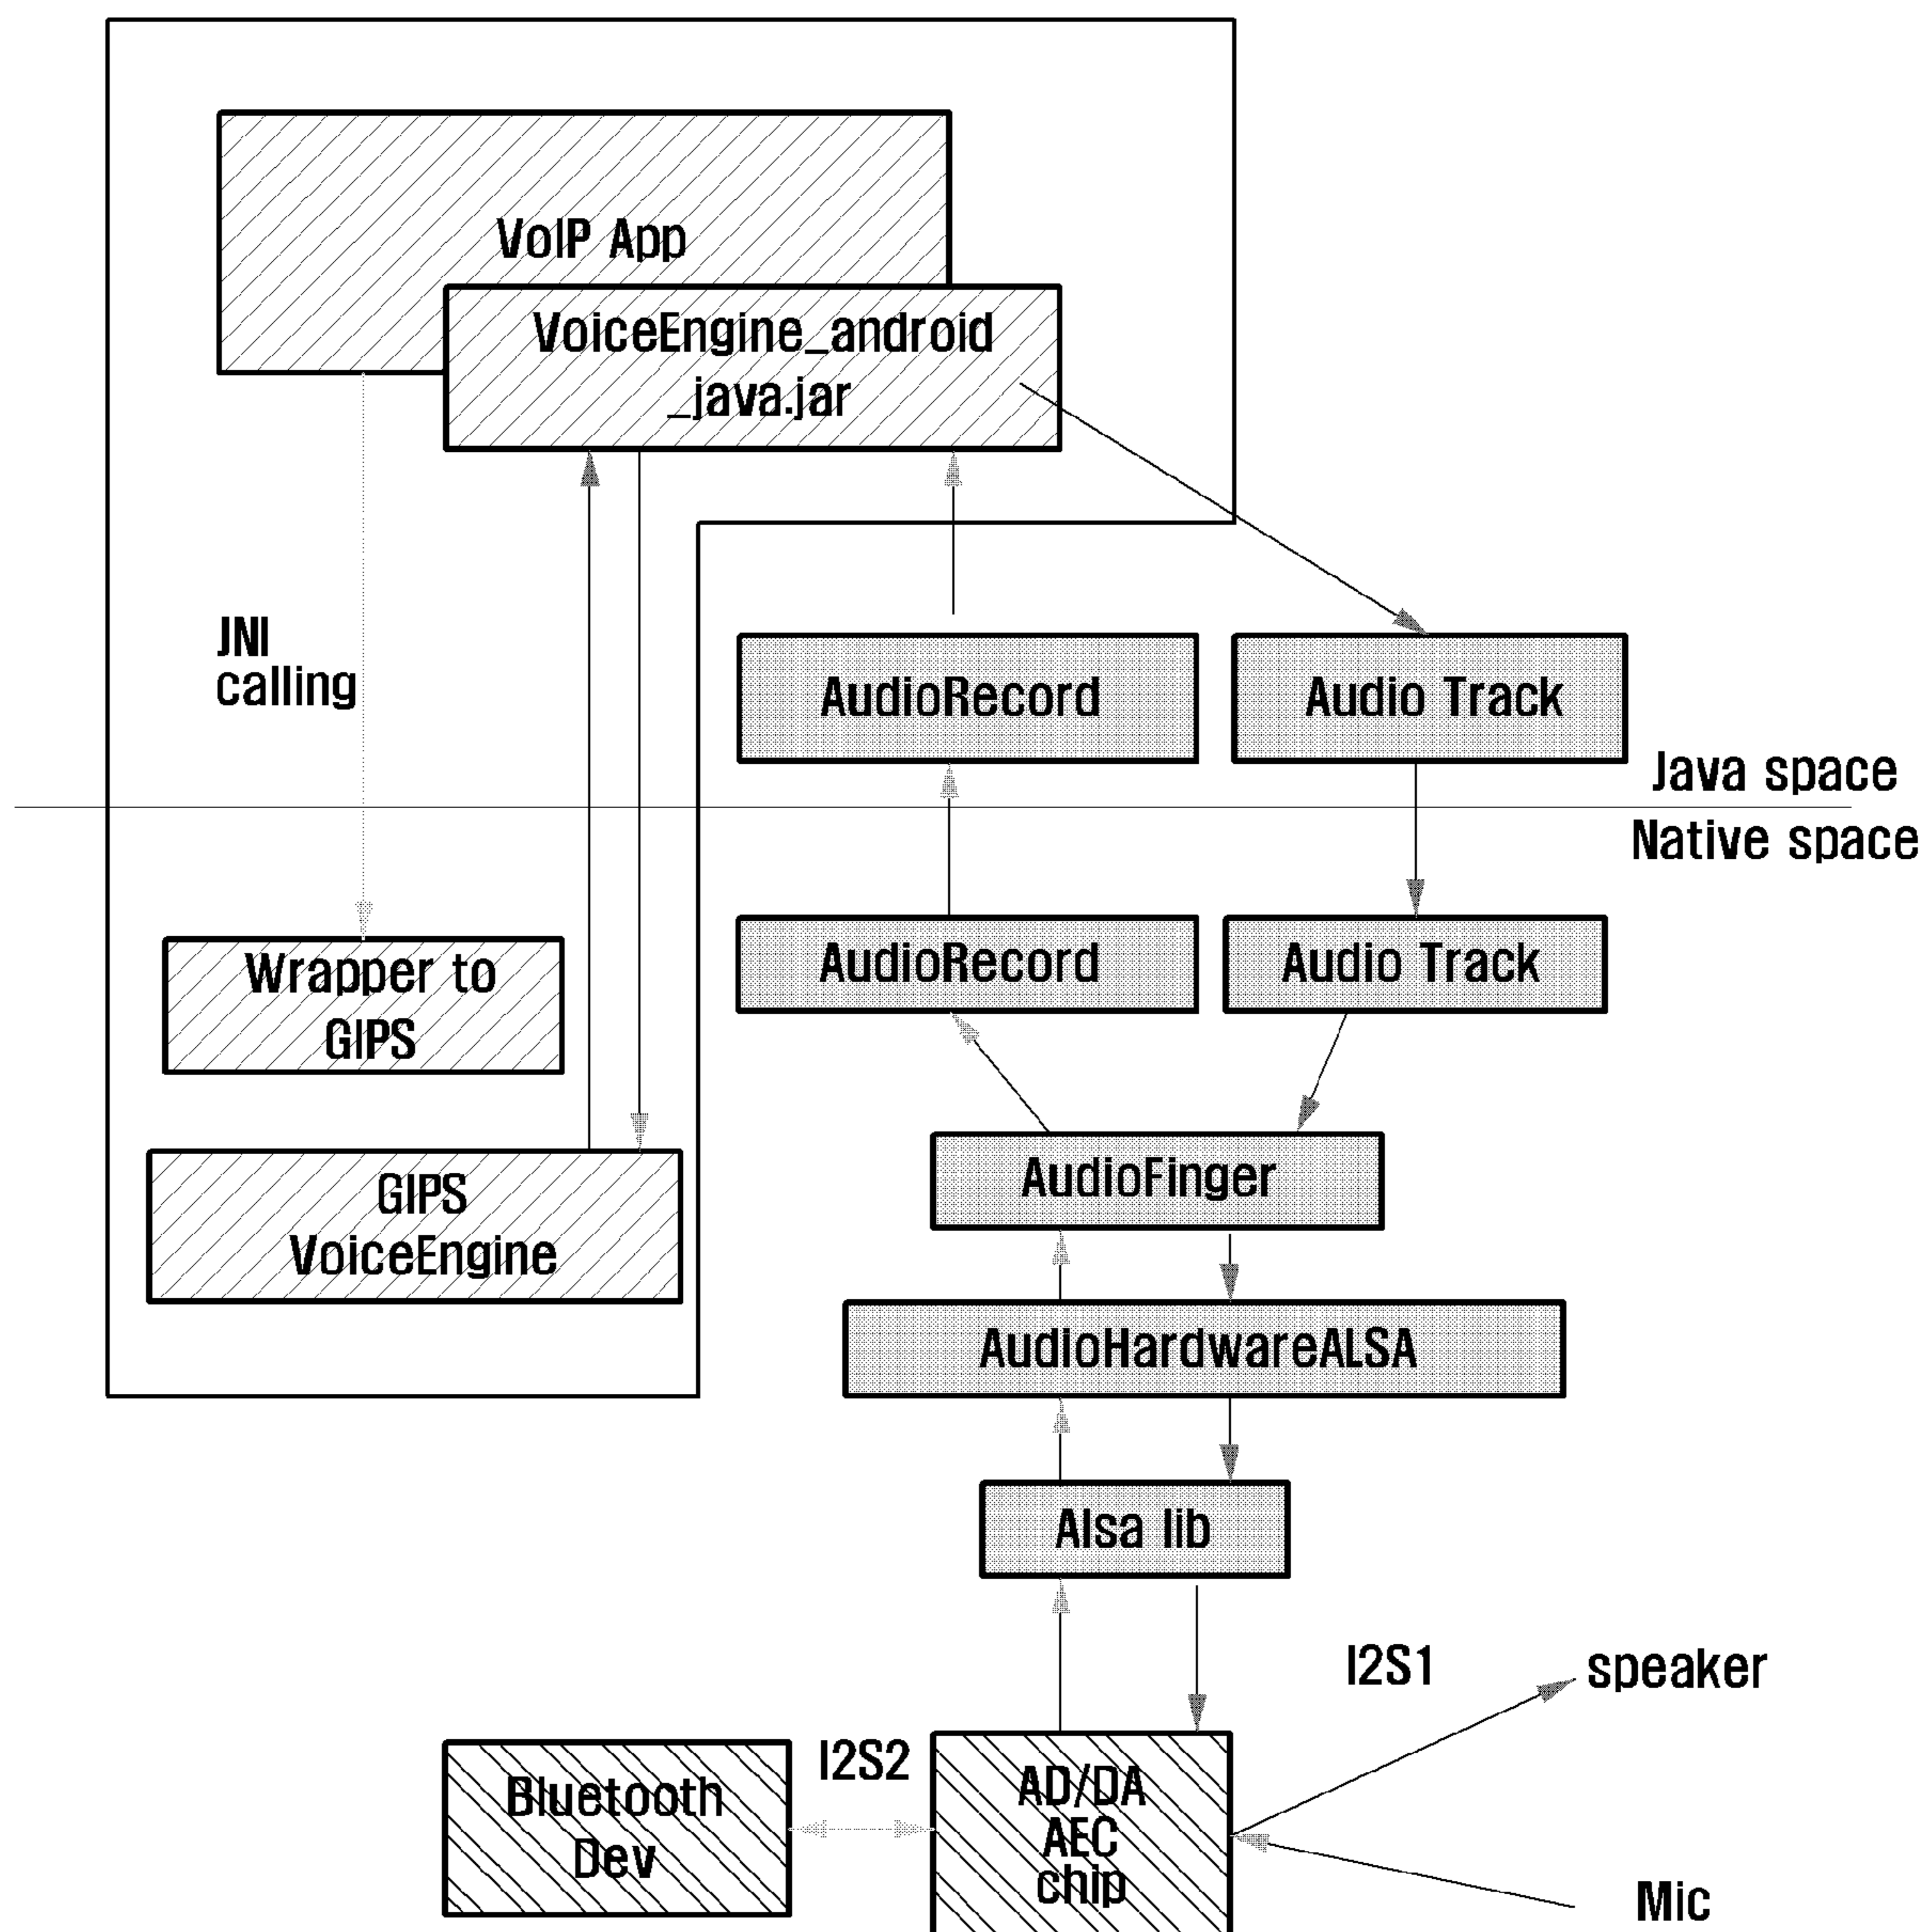 VoIP App
VoiceEngine_android
_java.jar
JNI
calling
AudioRecord
Audio Track
Java space
Native space
AudioRecord
Audio Track
Wrapper to
GIPS
AudioFinger
GIPS
VoiceEngine
AudioHardwareALSA
Alsa lib
I2S1
speaker
I2S2
Bluetooth
Dev
AD/DA
AEC
chip
Mic